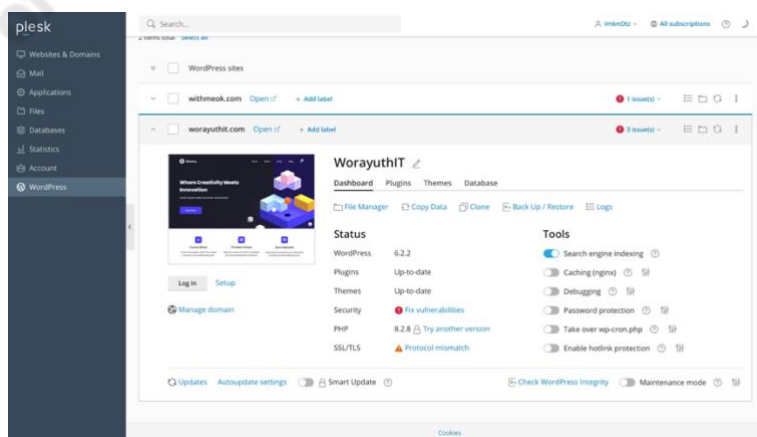 plesk
Search...
lmkn0tz
All subscriptions
Websites & Domains
Mail
Applications
Files
Databases
Statistics
Account
WordPress
2 items total Select all
WordPress sites
withmeok.com Open + Add label 1 issue(s)
worayuthit.com Open + Add label 3 issue(s)
Where Creativity Meets
Innovation
Log in Setup
Manage domain
WorayuthIT
Dashboard Plugins Themes Database
File Manager Copy Data Clone Back Up / Restore Logs
Status
WordPress 6.2.2
Plugins Up-to-date
Themes Up-to-date
Security Fix vulnerabilities
PHP 8.2.8 Try another version
SSL/TLS Protocol mismatch
Tools
Search engine indexing
Caching (nginx)
Debugging
Password protection
Take over wp-cron.php
Enable hotlink protection
Updates Autoupdate settings Smart Update
Check WordPress Integrity Maintenance mode
Cookies